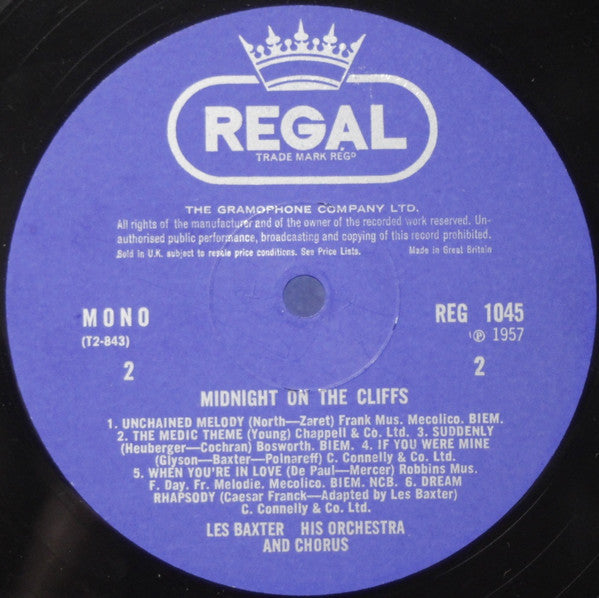 REGAL
TRADE MARK REGD
THE GRAMOPHONE COMPANY LTD.
All rights of the manufacturer and of the owner of the recorded work reserved. Un-
authorised public performance, broadcasting and copying of this record prohibited.
Sold in U.K. subject to resale price conditions. See Price Lists. Made in Great Britain
MONO REG 1045
(T2-843) ℗ 1957
2 2
MIDNIGHT ON THE CLIFFS
1. UNCHAINED MELODY (North—Zaret) Frank Mus. Mecolico. BIEM.
2. THE MEDIC THEME (Young) Chappell & Co. Ltd. 3. SUDDENLY
(Heuberger—Cochran) Bosworth. BIEM. 4. IF YOU WERE MINE
(Glyson—Baxter—Poinareff) C. Connelly & Co. Ltd.
5. WHEN YOU'RE IN LOVE (De Paul—Mercer) Robbins Mus.
F. Day. Fr. Melodie. Mecolico. BIEM. NCB. 6. DREAM
RHAPSODY (Caesar Franck—Adapted by Les Baxter)
C. Connelly & Co. Ltd.
LES BAXTER HIS ORCHESTRA
AND CHORUS